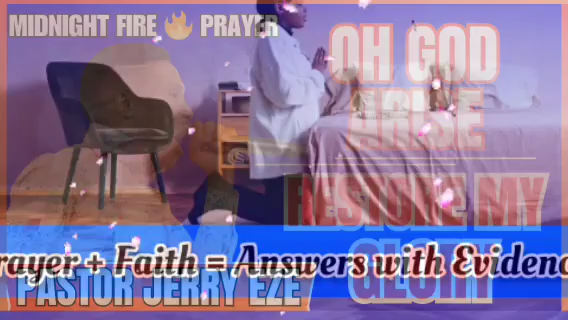 MIDNIGHT FIRE 🔥 PRAYER
OH GOD
ARISE
RESTORE MY
GLORY
rayer + Faith = Answers with Evidenc
PASTOR JERRY EZE